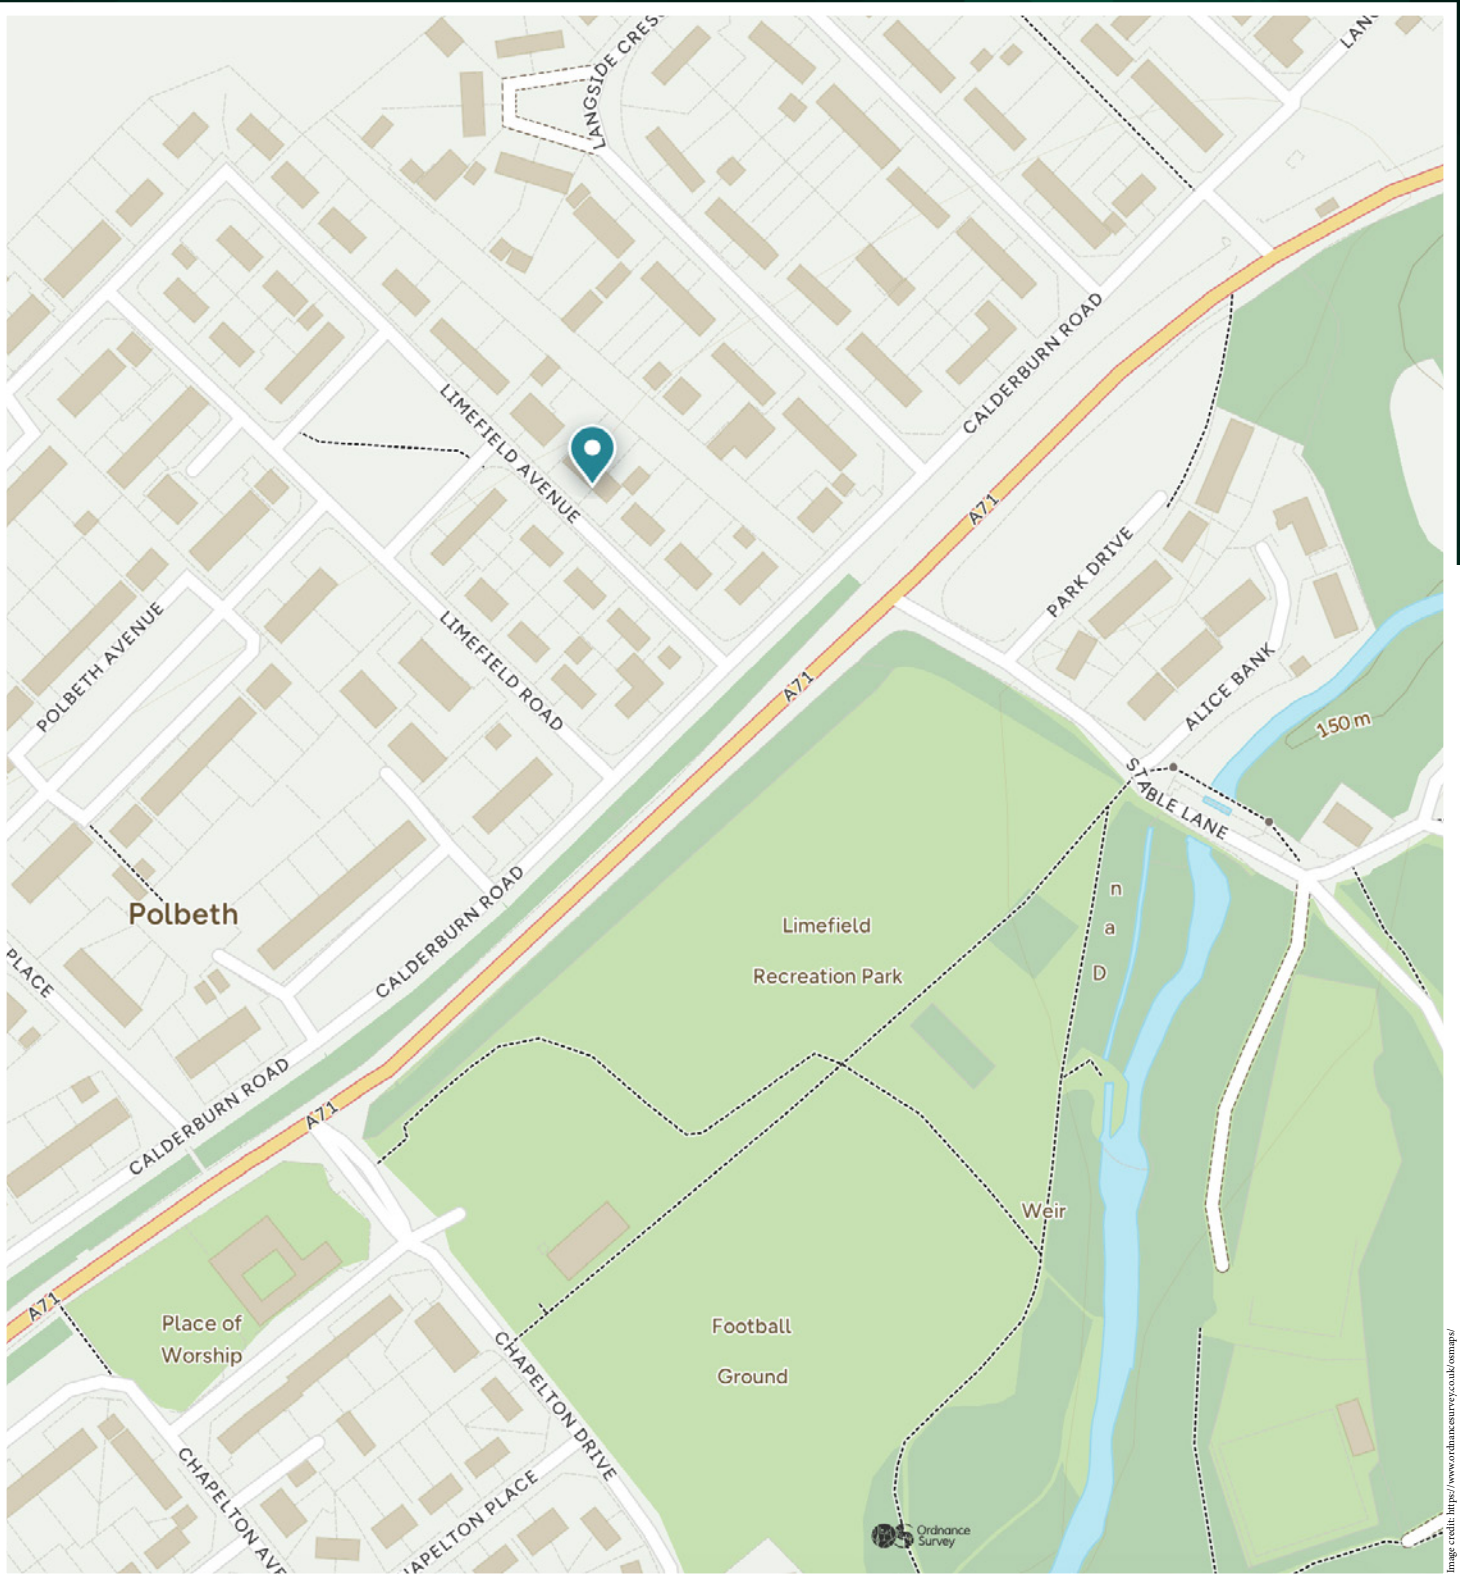 LANGSIDE CRES
LANG
CALDERBURN ROAD
LIMEFIELD AVENUE
A71
PARK DRIVE
POLBETH AVENUE
LIMEFIELD ROAD
A71
ALICE BANK
150 m
STABLE LANE
Polbeth
CALDERBURN ROAD
PLACE
n
a
D
Limefield
Recreation Park
CALDERBURN ROAD
A71
Weir
A71
Place of
Worship
Football
Ground
CHAPELTON DRIVE
CHAPELTON AVE
APELTON PLACE
OS
Ordnance
Survey
Image credit: https://www.ordnancesurvey.co.uk/osmaps/